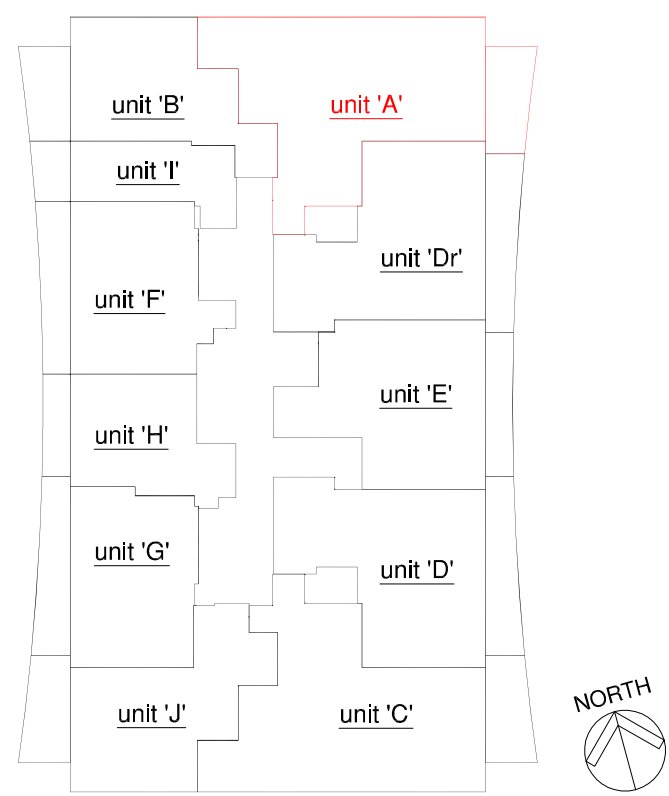 unit 'B'
unit 'A'
unit 'I'
unit 'Dr'
unit 'F'
unit 'E'
unit 'H'
unit 'G'
unit 'D'
unit 'J'
unit 'C'
NORTH